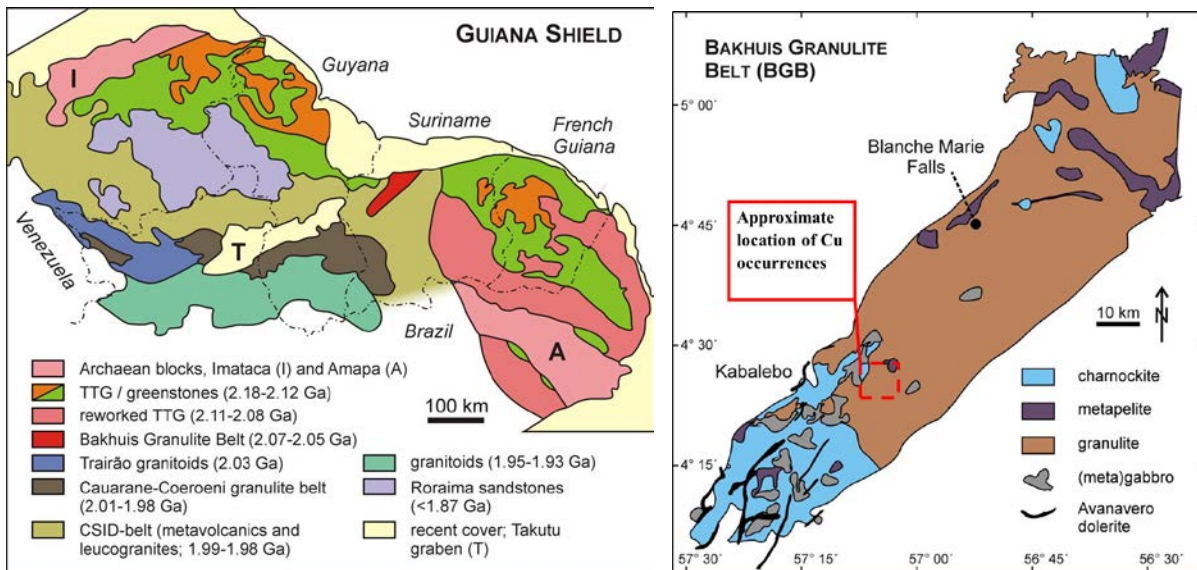 GUIANA SHIELD
I
Guyana
Suriname
French
Guiana
Venezuela
T
Brazil
A
Archaean blocks, Imataca (I) and Amapa (A)
TTG / greenstones (2.18-2.12 Ga)
reworked TTG (2.11-2.08 Ga)
Bakhuis Granulite Belt (2.07-2.05 Ga)
Trairão granitoids (2.03 Ga)
Cauarane-Coeroeni granulite belt
(2.01-1.98 Ga)
CSID-belt (metavolcanics and
leucogranites; 1.99-1.98 Ga)
100 km
granitoids (1.95-1.93 Ga)
Roraima sandstones
(<1.87 Ga)
recent cover; Takutu
graben (T)
BAKHUIS GRANULITE
BELT (BGB)
5° 00'
Blanche Marie
Falls
4° 45'
Approximate
location of Cu
occurrences
10 km
N
4° 30'
Kabalebo
4° 15'
charnockite
metapelite
granulite
(meta)gabbro
Avanavero
dolerite
57° 30' 57° 15' 57° 00' 56° 45' 56° 30'